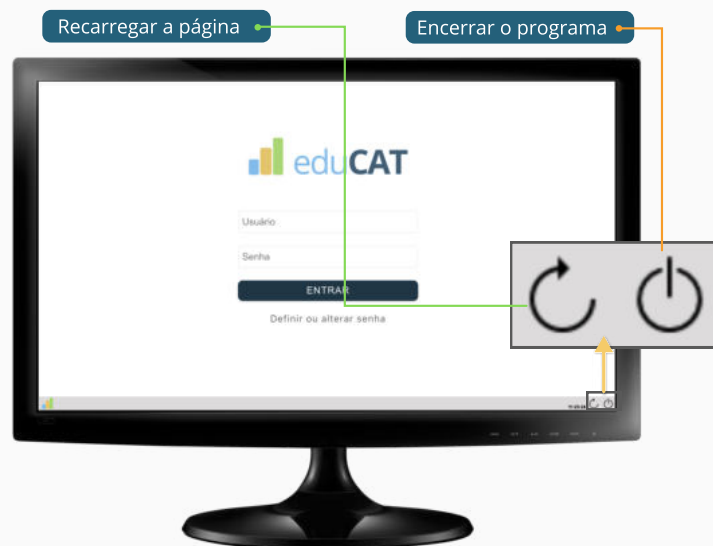 Recarregar a página
Encerrar o programa
eduCAT
Usuário
Senha
ENTRAR
Definir ou alterar senha